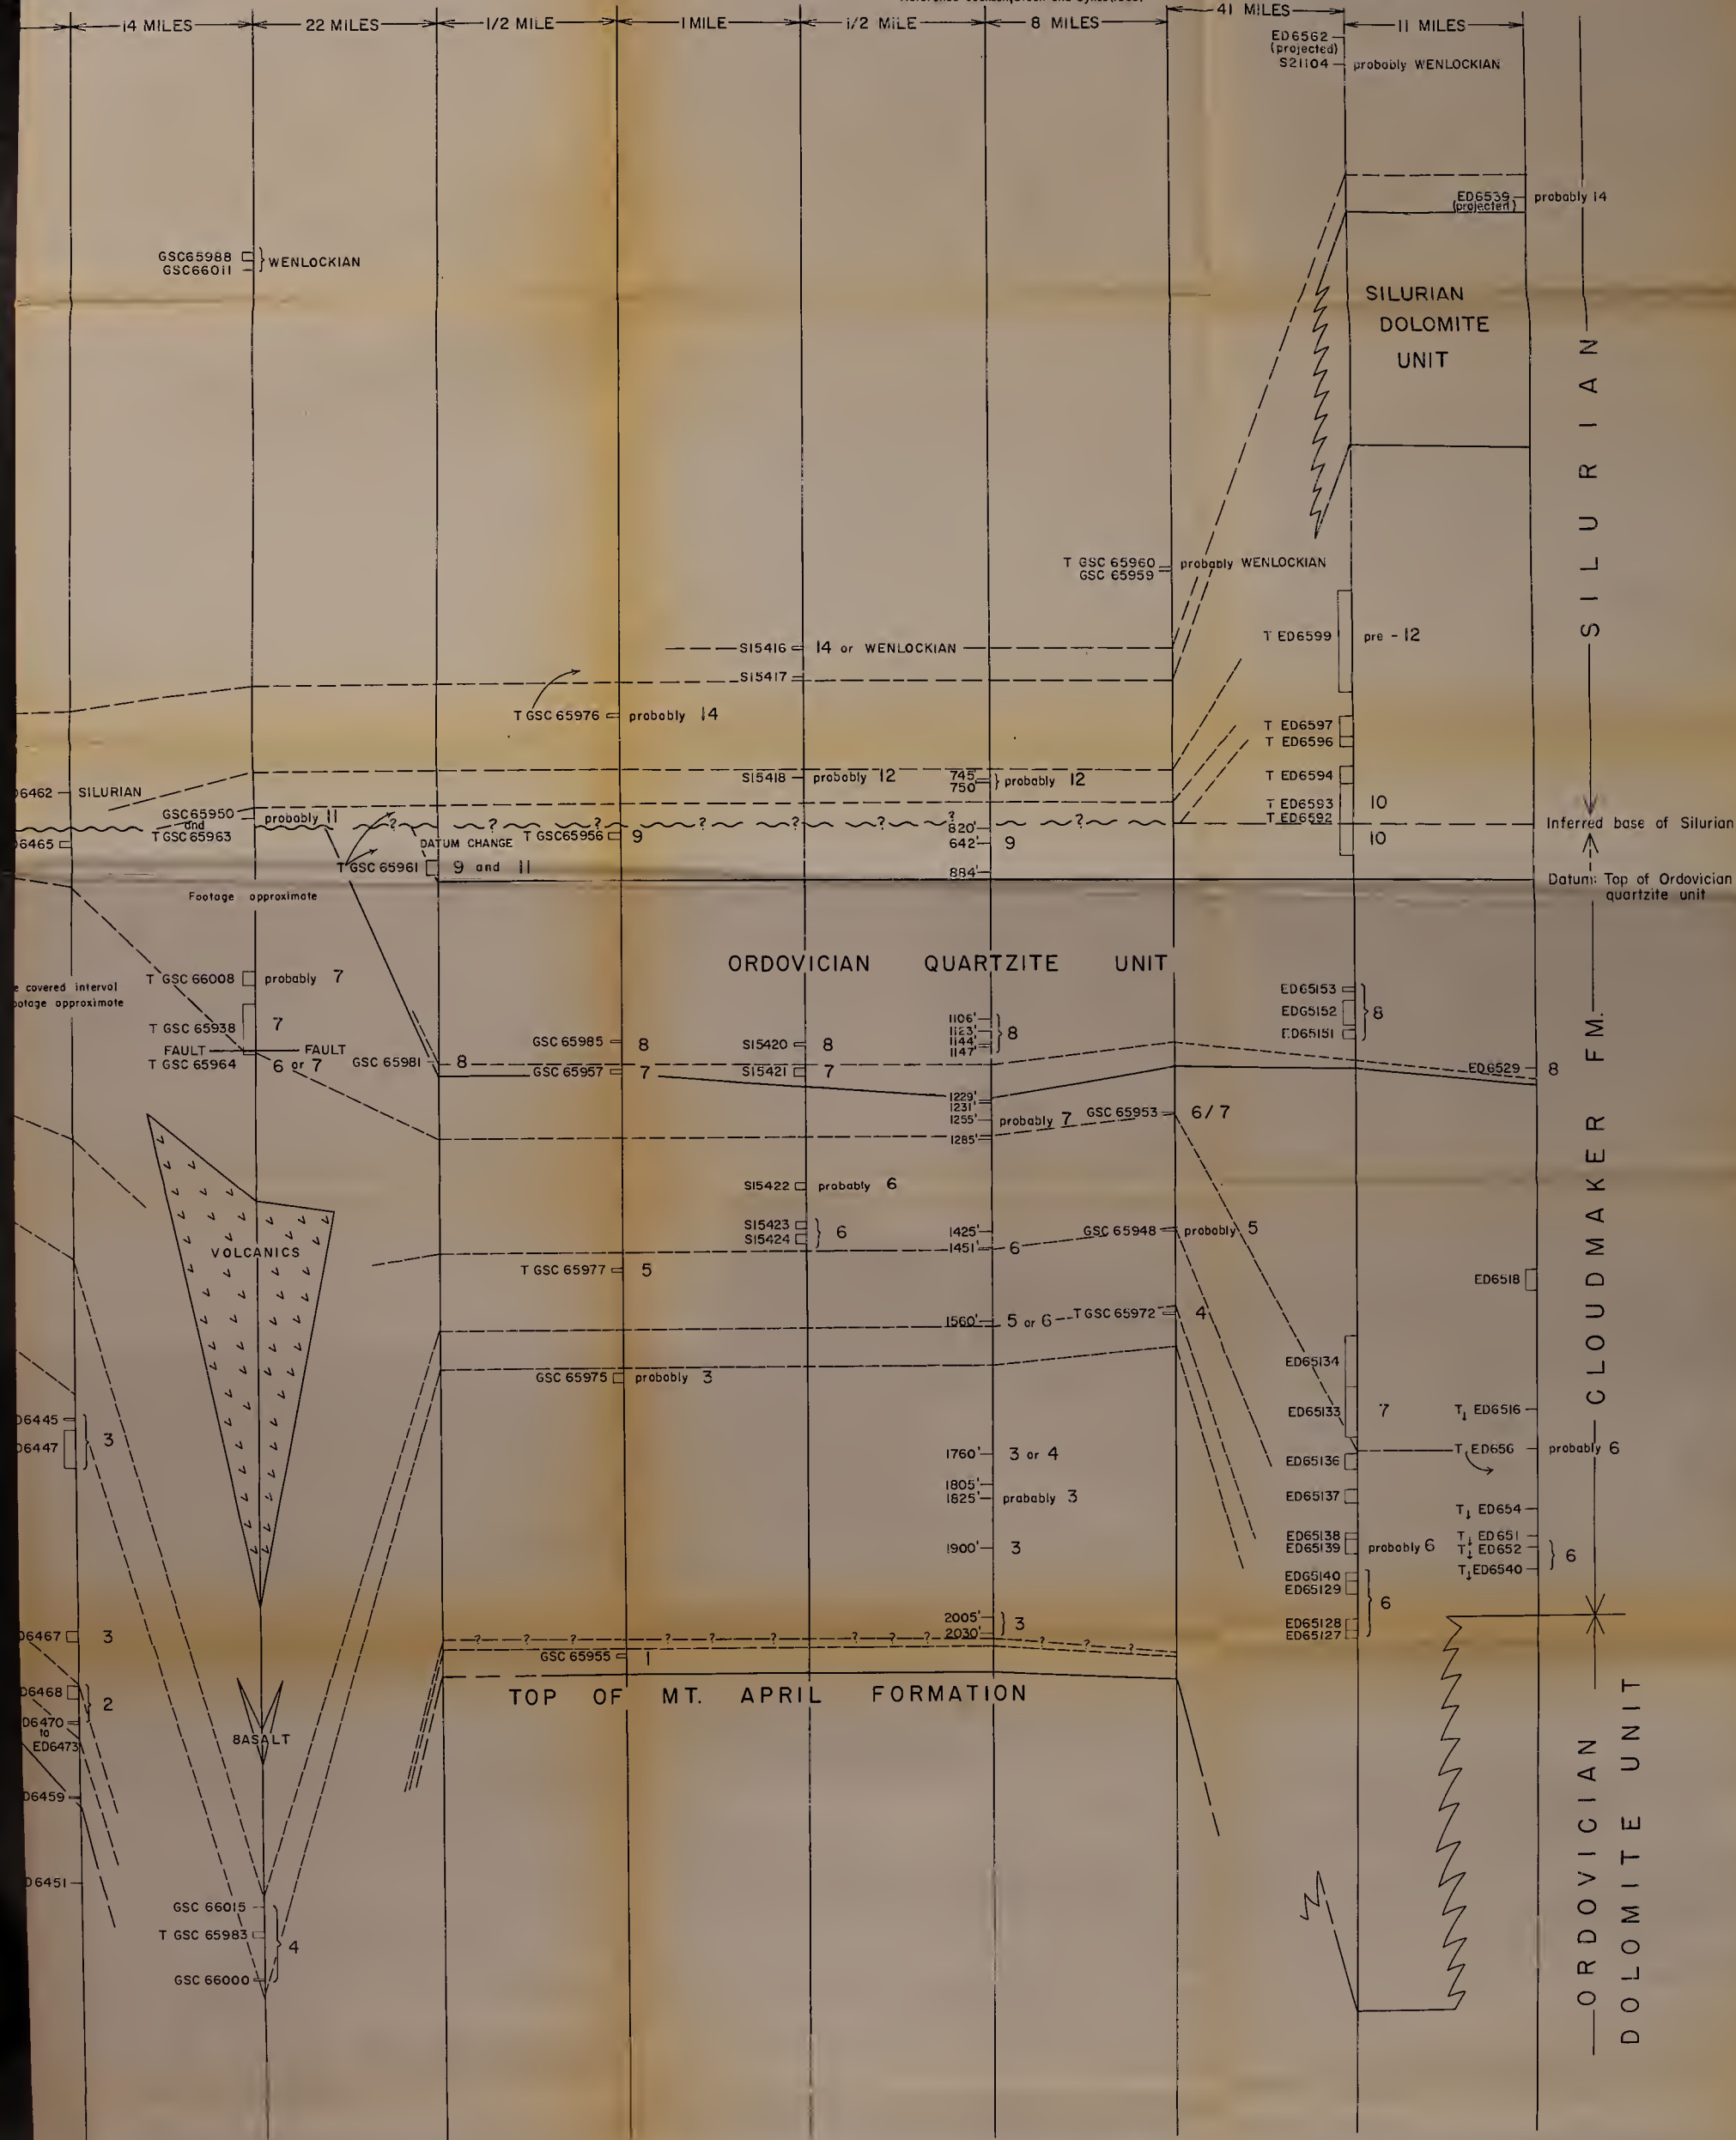 14 MILES
22 MILES
1/2 MILE
1 MILE
1/2 MILE
8 MILES
41 MILES
11 MILES
ED6562
(projected)
S21104
probably WENLOCKIAN
ED6539
(projected)
probably 14
GSC65988
GSC66011
WENLOCKIAN
SILURIAN
DOLOMITE
UNIT
SILURIAN
T GSC 65960
GSC 65959
probably WENLOCKIAN
T ED6599
pre - 12
S15416
14 or WENLOCKIAN
S15417
T GSC 65976
probably 14
T ED6597
T ED6596
S15418
probably 12
745'
750'
probably 12
T ED6594
6462
SILURIAN
GSC65950
and
T GSC65963
probably 11
T ED6593
10
T ED6592
Inferred base of Silurian
?
?
?
?
?
?
?
?
DATUM CHANGE
T GSC65956
9
820'
642'
9
10
6465
T GSC 65961
9 and 11
884'
Datum: Top of Ordovician
quartzite unit
Footage approximate
ORDOVICIAN QUARTZITE UNIT
T GSC 66008
probably 7
e covered interval
ootage approximate
ED65153
ED65152
ED65151
8
T GSC 65938
7
FAULT
FAULT
T GSC 65964
6 or 7
GSC 65981
8
GSC 65985
8
S15420
8
1106'
1123'
1144'
1147'
8
GSC 65957
7
S15421
7
ED6529
8
1229'
1231'
1255'
probably 7
GSC 65953
6/7
1285'
S15422
probably 6
S15423
S15424
6
1425'
1451'
6
GSC 65948
probably 5
VOLCANICS
T GSC 65977
5
ED6518
1560'
5 or 6
T GSC 65972
4
ED65134
GSC 65975
probably 3
ED65133
7
T ED6516
CLOUDMAKER FM.
D6445
D6447
3
1760'
3 or 4
ED65136
T ED656
probably 6
1805'
1825'
probably 3
ED65137
T ED654
1900'
3
ED65138
ED65139
probably 6
T ED651
T ED652
T ED6540
6
ED65140
ED65129
6
ED65128
ED65127
2005'
2030'
3
D6467
3
?
?
?
?
?
?
?
?
?
?
GSC 65955
1
TOP OF MT. APRIL FORMATION
D6468
2
D6470
to
ED6473
BASALT
D6459
D6451
GSC 66015
T GSC 65983
4
GSC 66000
ORDOVICIAN
DOLOMITE UNIT